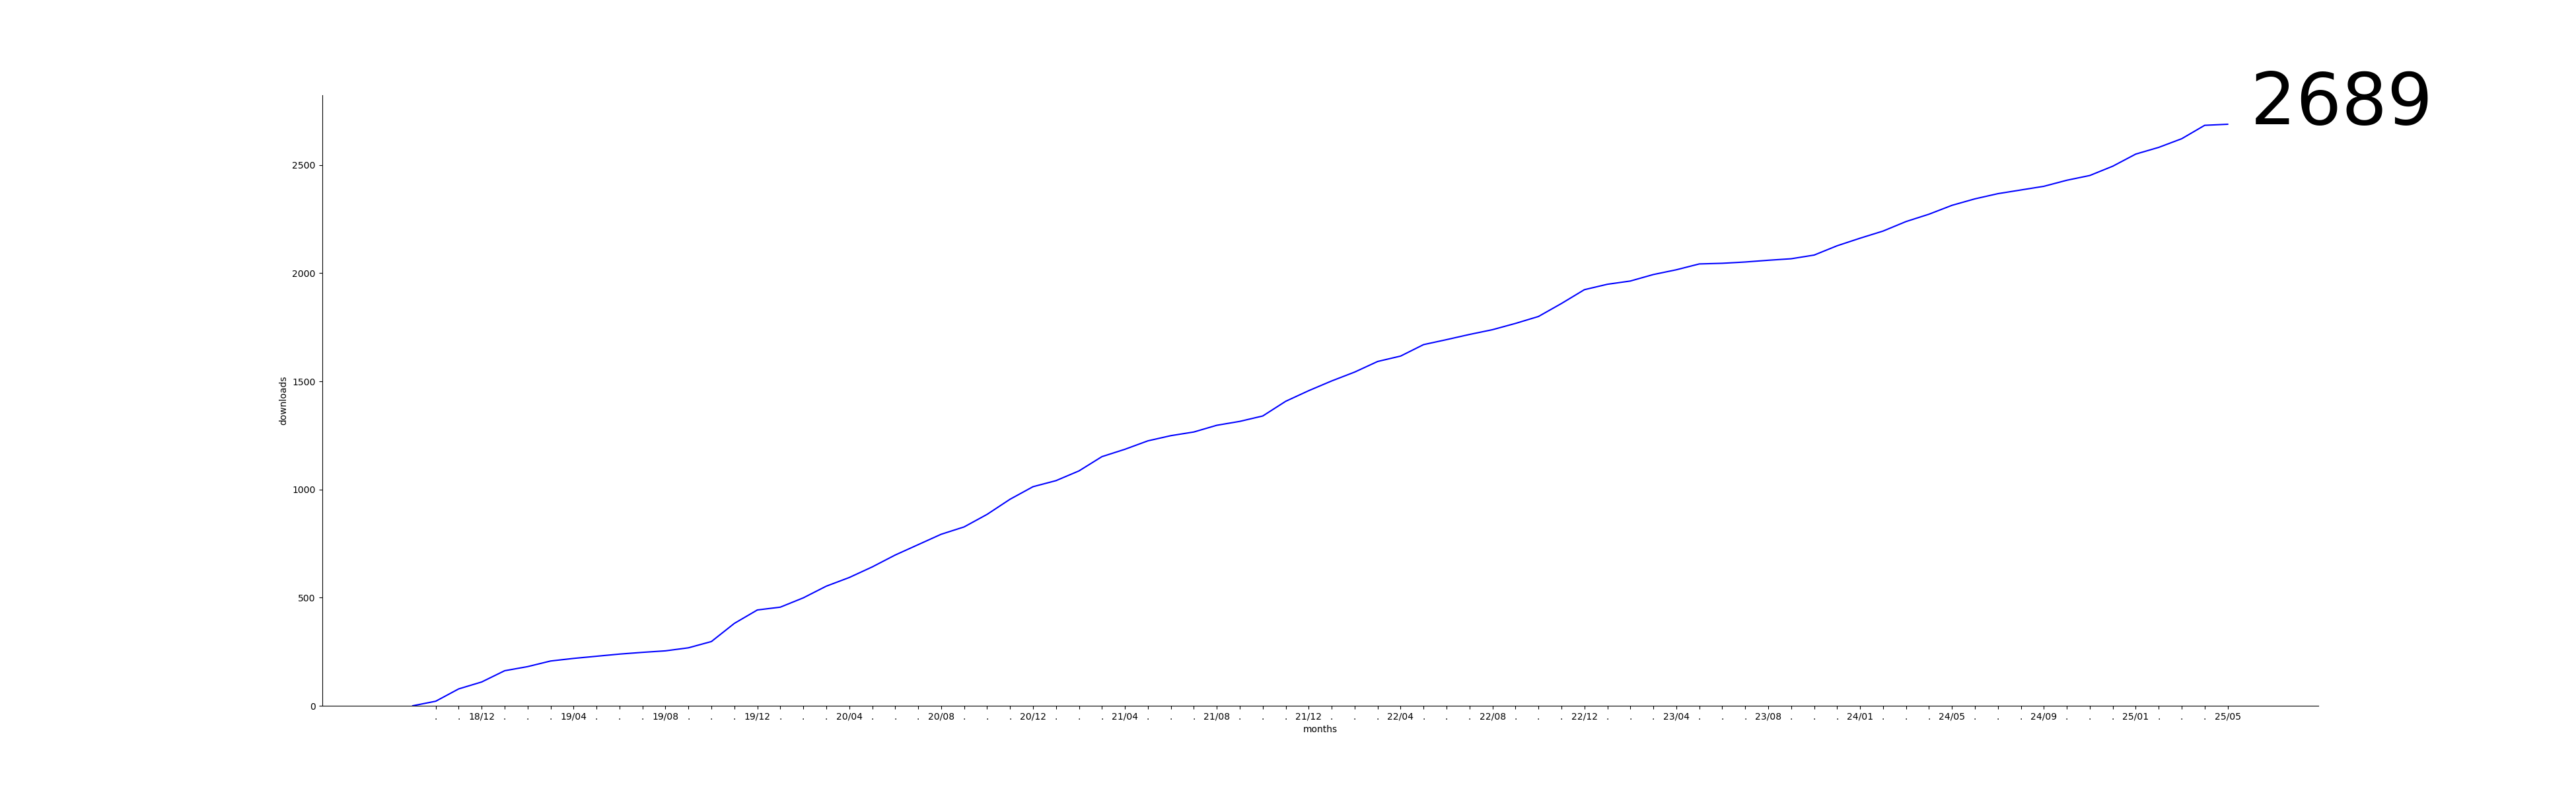 2689
2500
2000
1500
1000
500
0
downloads
. . 18/12 . . . 19/04 . . . 19/08 . . . 19/12 . . . 20/04 . . . 20/08 . . . 20/12 . . . 21/04 . . . 21/08 . . . 21/12 . . . 22/04 . . . 22/08 . . . 22/12 . . . 23/04 . . . 23/08 . . . 24/01 . . . 24/05 . . . 24/09 . . . 25/01 . . . 25/05
months